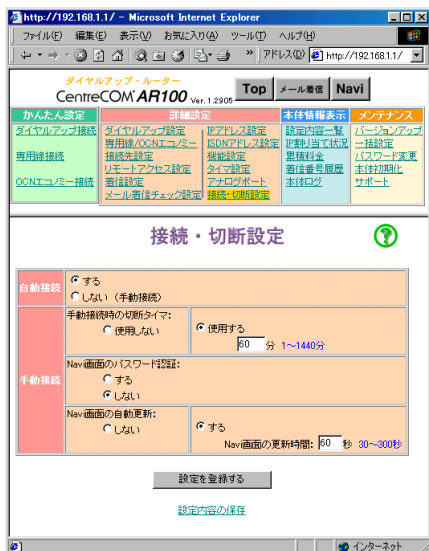 http://192.168.1.1/ - Microsoft Internet Explorer
ファイル(F) 編集(E) 表示(V) お気に入り(A) ツール(T) ヘルプ(H)
» アドレス(D) http://192.168.1.1/
ダイヤルアップ・ルーター
CentreCOM AR100 Ver.1.2905 Top メール着信 Navi
かんたん設定 詳細設定 本体情報表示 メンテナンス
ダイヤルアップ接続 ダイヤルアップ設定 IPアドレス設定 設定内容一覧 バージョンアップ
専用線/OCNエコノミー ISDNアドレス設定 IP割り当て状況 一括設定
専用線接続 接続先設定 機能設定 累積料金 パスワード変更
リモートアクセス設定 タイマ設定 着信番号履歴 本体初期化
OCNエコノミー接続 着信設定 アナログポート 本体ログ サポート
メール着信チェック設定 接続・切断設定
接続・切断設定 ?
自動接続 する
しない (手動接続)
手動接続 手動接続時の切断タイマ:
使用しない 使用する
60 分 1~1440分
Navi画面のパスワード認証:
する
しない
Navi画面の自動更新:
しない する
Navi画面の更新時間: 60 秒 30~300秒
設定を登録する
設定内容の保存
インターネット